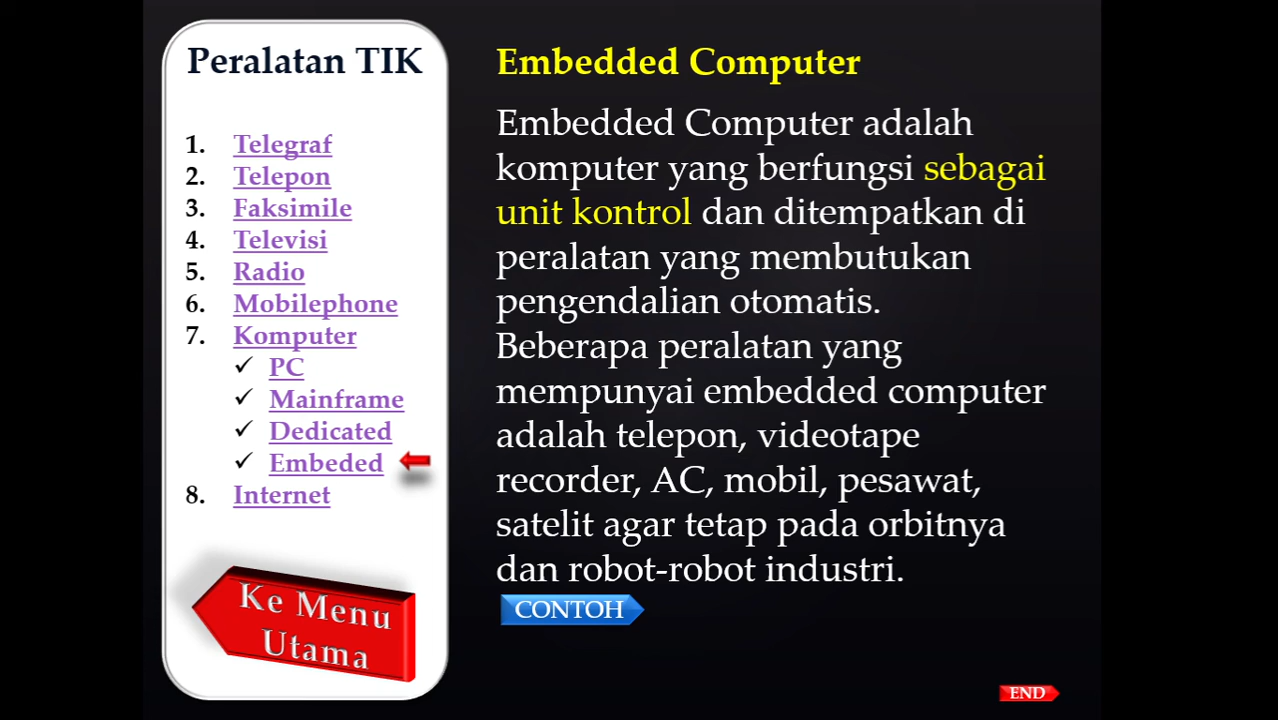 Peralatan TIK
1. Telegraf
2. Telepon
3. Faksimile
4. Televisi
5. Radio
6. Mobilephone
7. Komputer
✓ PC
✓ Mainframe
✓ Dedicated
✓ Embeded
8. Internet
Ke Menu
Utama
Embedded Computer
Embedded Computer adalah
komputer yang berfungsi sebagai
unit kontrol dan ditempatkan di
peralatan yang membutukan
pengendalian otomatis.
Beberapa peralatan yang
mempunyai embedded computer
adalah telepon, videotape
recorder, AC, mobil, pesawat,
satelit agar tetap pada orbitnya
dan robot-robot industri.
CONTOH
END